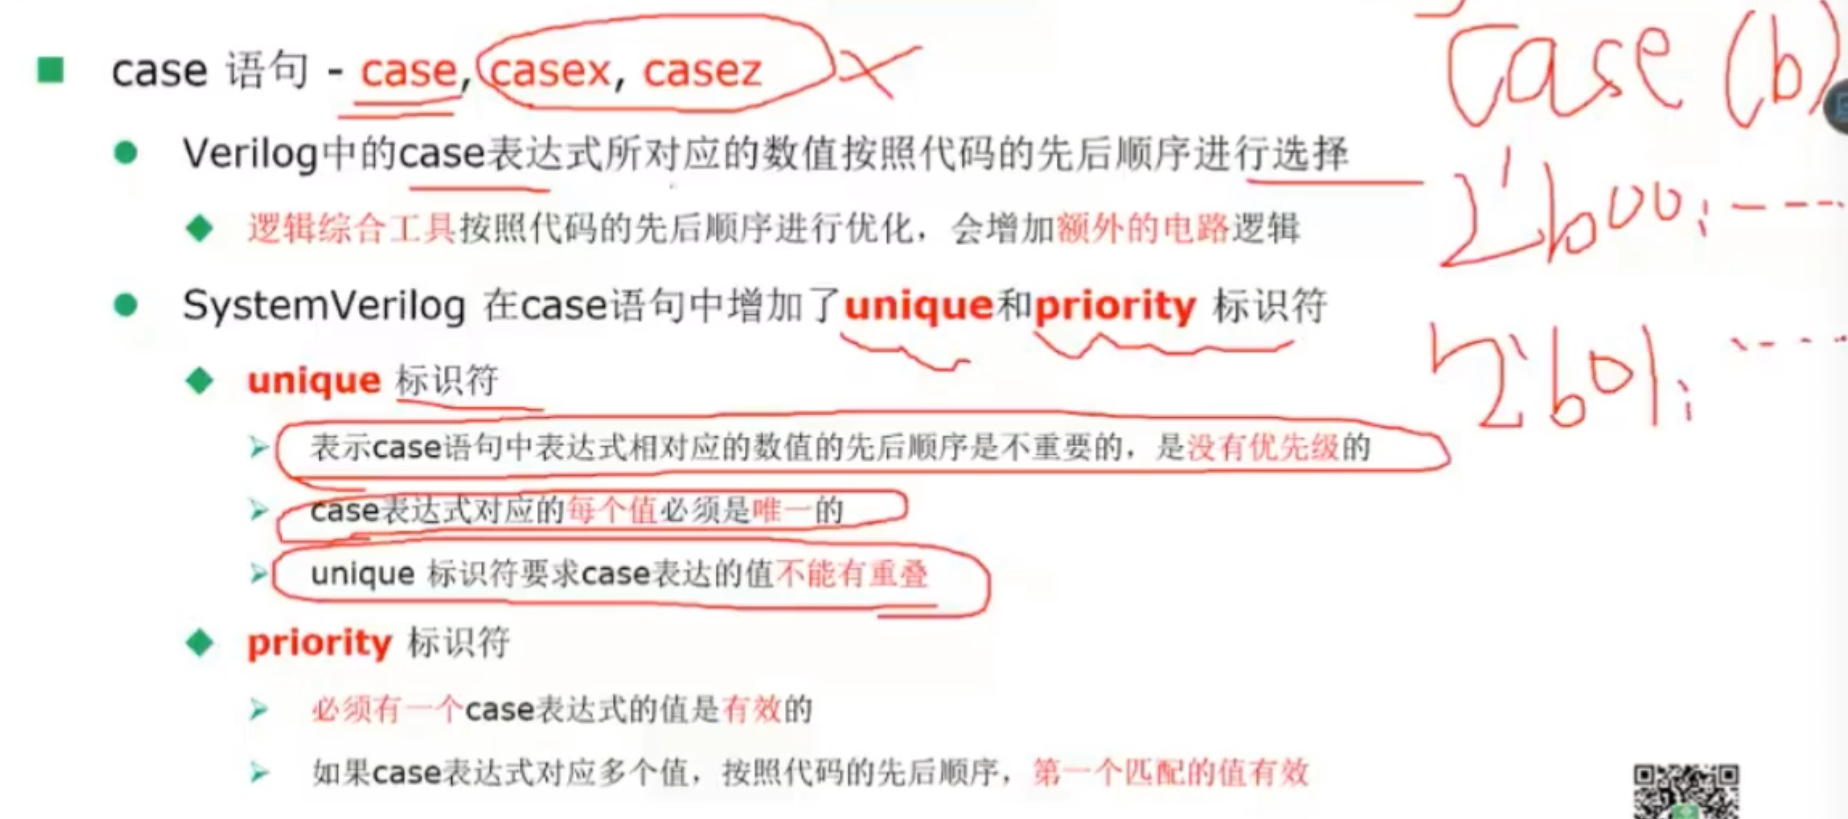 case 语句 - case, casex, casez
Verilog中的case表达式所对应的数值按照代码的先后顺序进行选择
逻辑综合工具按照代码的先后顺序进行优化，会增加额外的电路逻辑
SystemVerilog 在case语句中增加了unique和priority 标识符
unique 标识符
表示case语句中表达式相对应的数值的先后顺序是不重要的，是没有优先级的
case表达式对应的每个值必须是唯一的
unique 标识符要求case表达的值不能有重叠
priority 标识符
必须有一个case表达式的值是有效的
如果case表达式对应多个值，按照代码的先后顺序，第一个匹配的值有效
case (b)
2'b00: ----
2'b01: ----